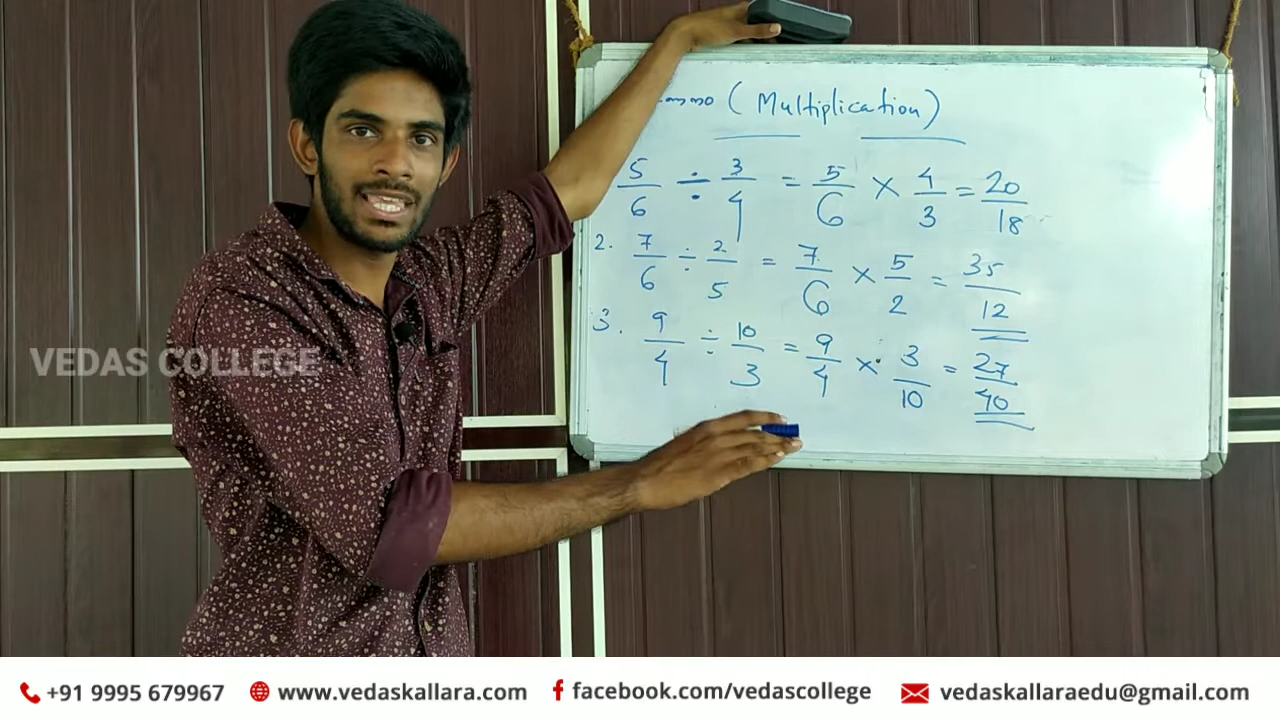 (Multiplication)
5/6 ÷ 3/4 = 5/6 × 4/3 = 20/18
2. 7/6 ÷ 2/5 = 7/6 × 5/2 = 35/12
3. 9/4 ÷ 10/3 = 9/4 × 3/10 = 27/40
VEDAS COLLEGE
+91 9995 679967 www.vedaskallara.com facebook.com/vedascollege vedaskallaraedu@gmail.com